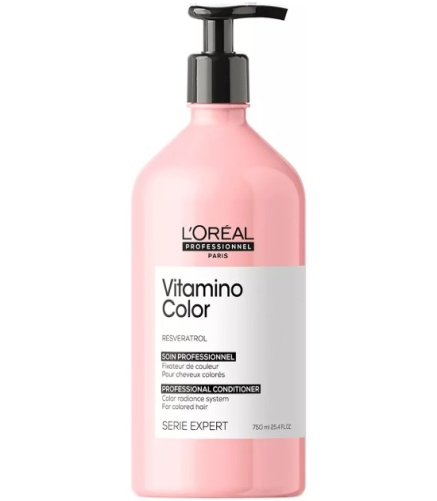 L'ORÉAL
PROFESSIONNEL
PARIS
Vitamino
Color
RESVERATROL
SOIN PROFESSIONNEL
Fixateur de couleur
Pour cheveux colorés
PROFESSIONAL CONDITIONER
Color radiance system
For colored hair
SERIE EXPERT 750 ml 25.4 FL.OZ.